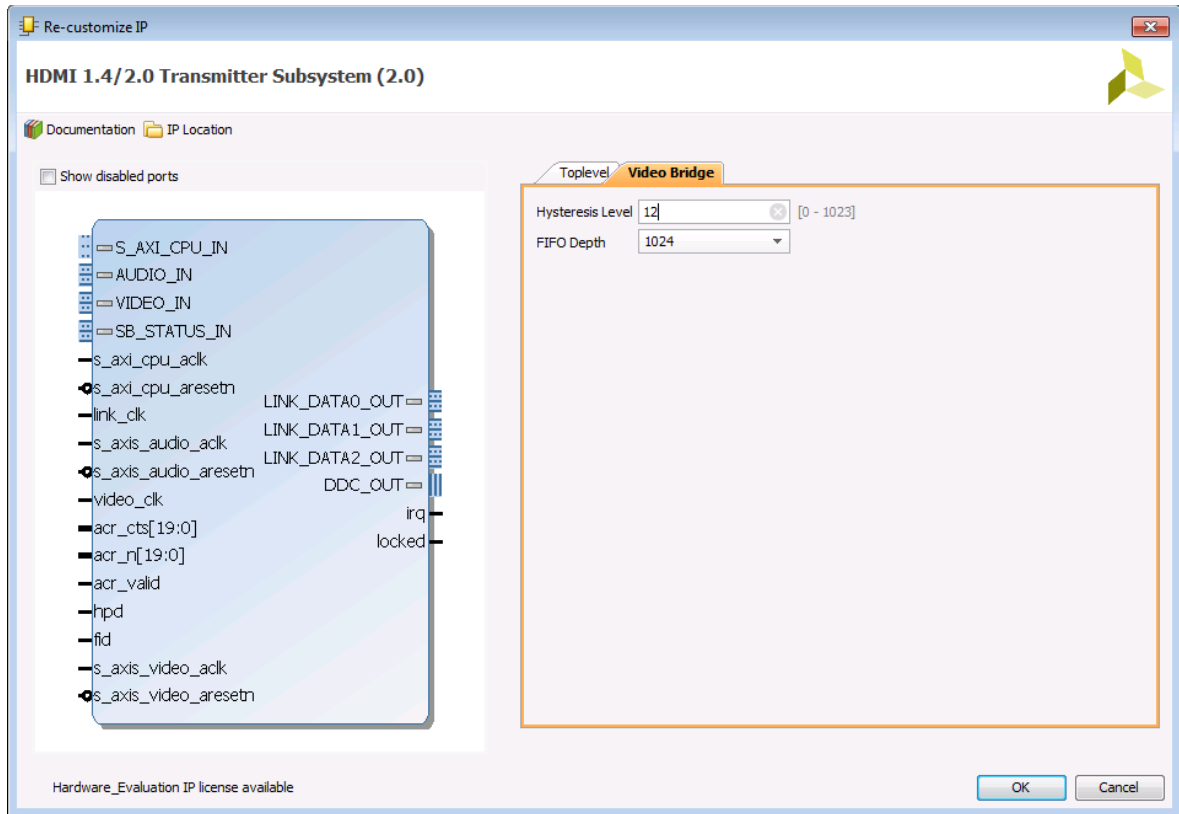 Re-customize IP
HDMI 1.4/2.0 Transmitter Subsystem (2.0)
Documentation IP Location
Show disabled ports
S_AXI_CPU_IN
AUDIO_IN
VIDEO_IN
SB_STATUS_IN
s_axi_cpu_aclk
s_axi_cpu_aresetn
link_clk
s_axis_audio_aclk
s_axis_audio_aresetn
video_clk
acr_cts[19:0]
acr_n[19:0]
acr_valid
hpd
fid
s_axis_video_aclk
s_axis_video_aresetn
LINK_DATA0_OUT
LINK_DATA1_OUT
LINK_DATA2_OUT
DDC_OUT
irq
locked
Toplevel Video Bridge
Hysteresis Level 12 [0 - 1023]
FIFO Depth 1024
Hardware_Evaluation IP license available
OK Cancel